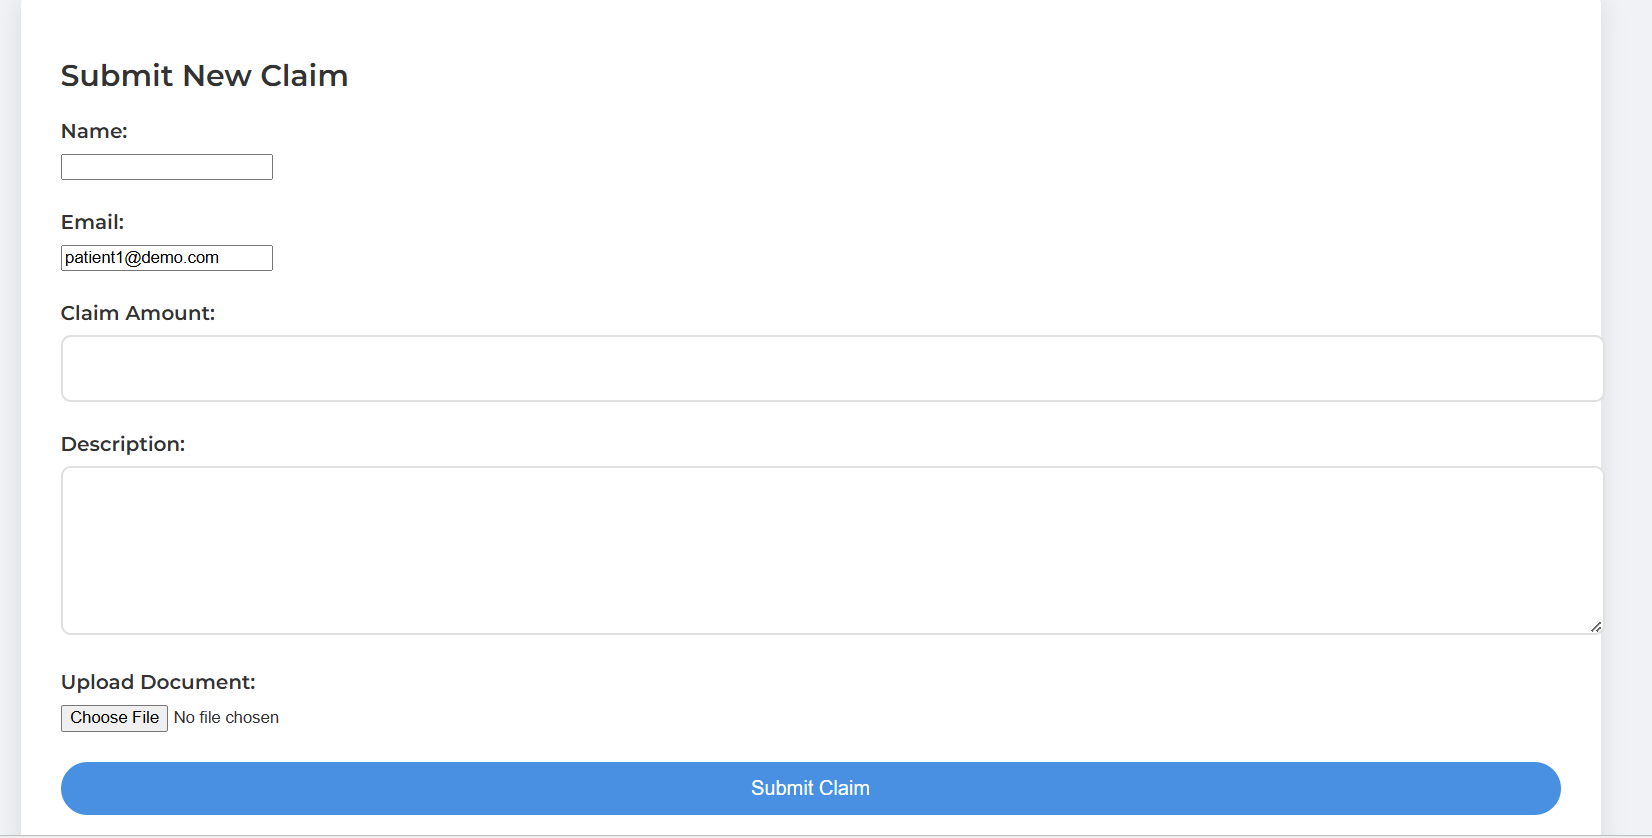 Submit New Claim
Name:
Email:
patient1@demo.com
Claim Amount:
Description:
Upload Document:
Choose File No file chosen
Submit Claim